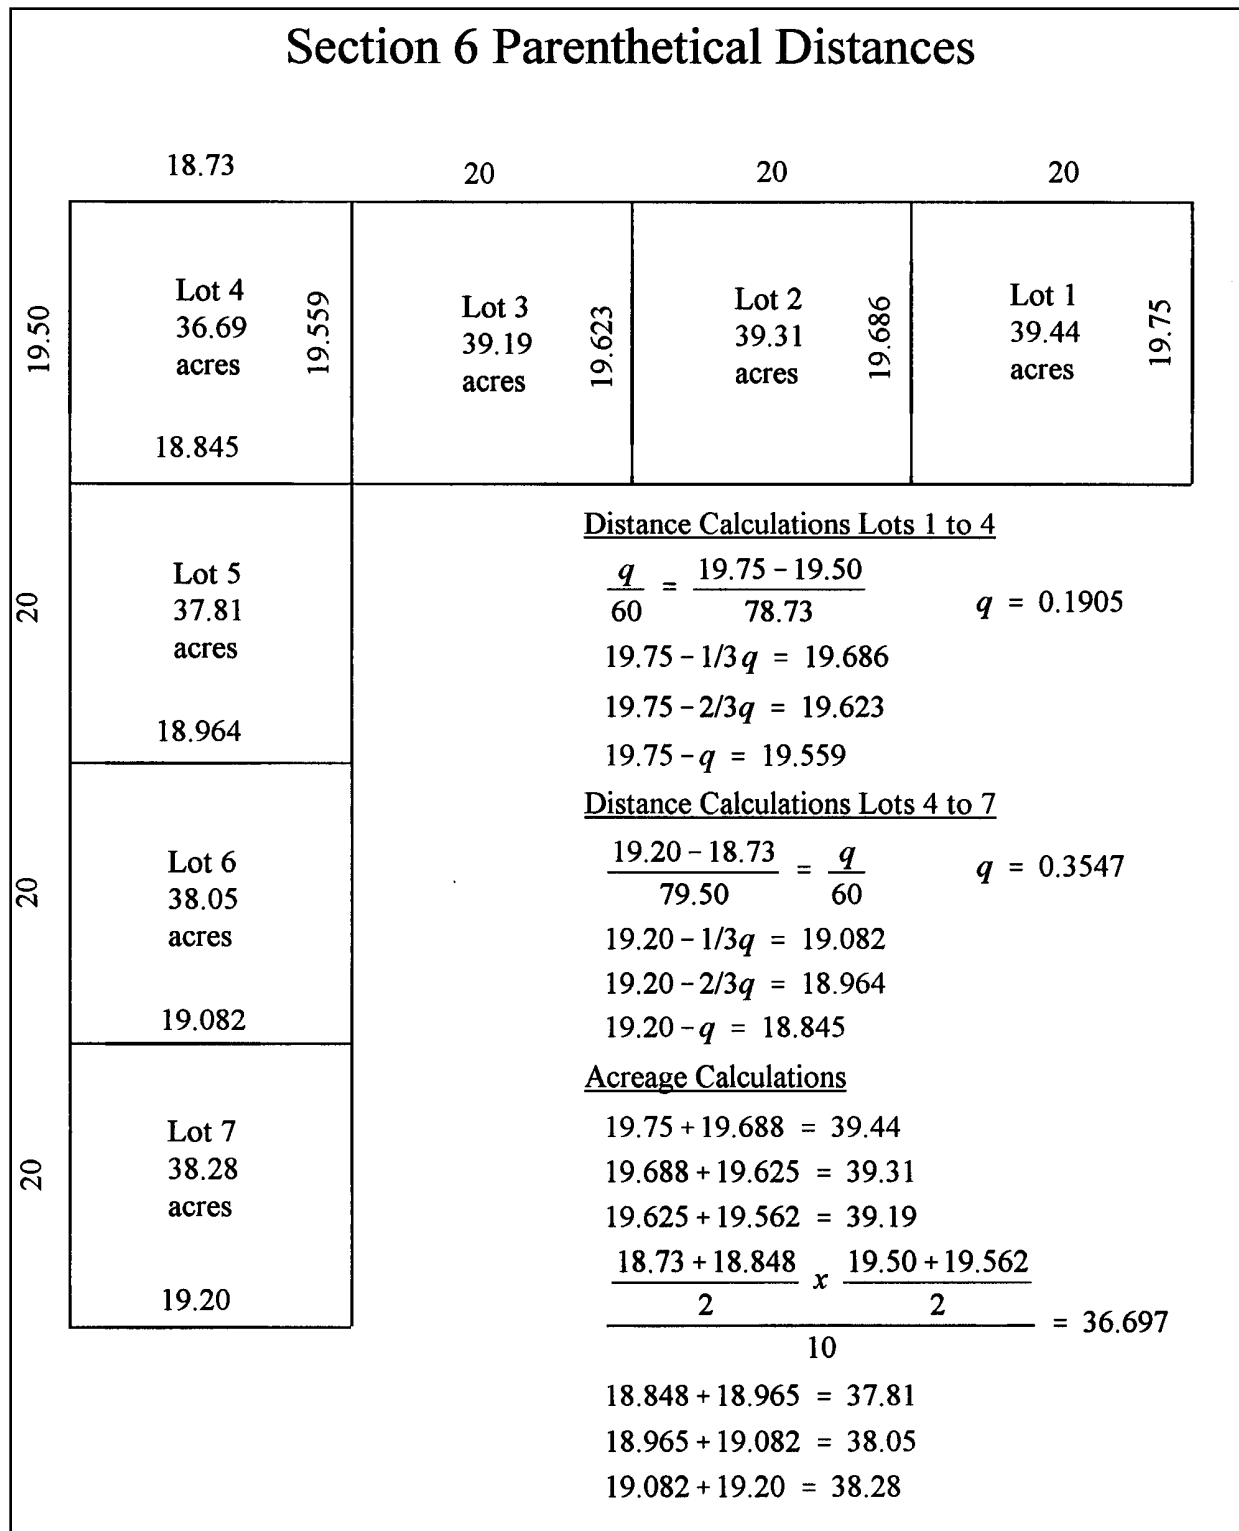 Section 6 Parenthetical Distances
18.73 20 20 20
19.50
Lot 4
36.69
acres
19.559
18.845
Lot 3
39.19
acres
19.623
Lot 2
39.31
acres
19.686
Lot 1
39.44
acres
19.75
20
Lot 5
37.81
acres
18.964
20
Lot 6
38.05
acres
19.082
20
Lot 7
38.28
acres
19.20
Distance Calculations Lots 1 to 4
q/60 = (19.75 – 19.50)/78.73 q = 0.1905
19.75 – 1/3q = 19.686
19.75 – 2/3q = 19.623
19.75 – q = 19.559
Distance Calculations Lots 4 to 7
(19.20 – 18.73)/79.50 = q/60 q = 0.3547
19.20 – 1/3q = 19.082
19.20 – 2/3q = 18.964
19.20 – q = 18.845
Acreage Calculations
19.75 + 19.688 = 39.44
19.688 + 19.625 = 39.31
19.625 + 19.562 = 39.19
18.73 + 18.848 x 19.50 + 19.562
2 2
10 = 36.697
18.848 + 18.965 = 37.81
18.965 + 19.082 = 38.05
19.082 + 19.20 = 38.28